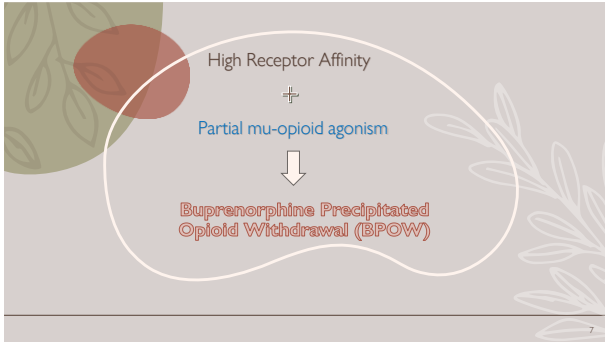 High Receptor Affinity
+
Partial mu-opioid agonism
Buprenorphine Precipitated
Opioid Withdrawal (BPOW)
7